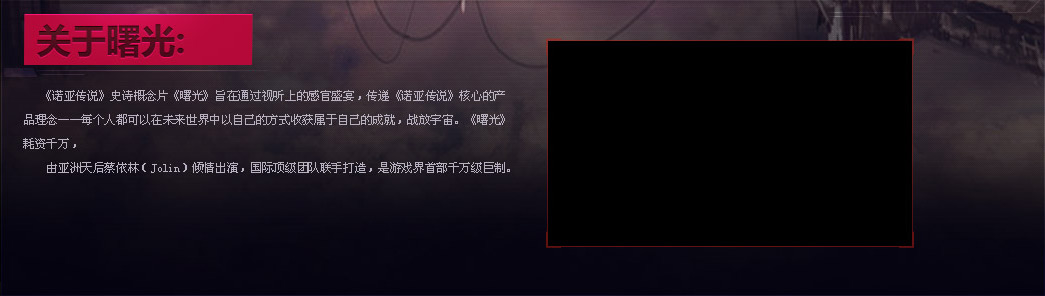 关于曙光:
《诺亚传说》史诗概念片《曙光》旨在通过视听上的感官盛宴，传递《诺亚传说》核心的产
品理念——每个人都可以在未来世界中以自己的方式收获属于自己的成就，战放宇宙。《曙光》
耗资千万，
由亚洲天后蔡依林(Jolin)倾情出演，国际顶级团队联手打造，是游戏界首部千万级巨制。